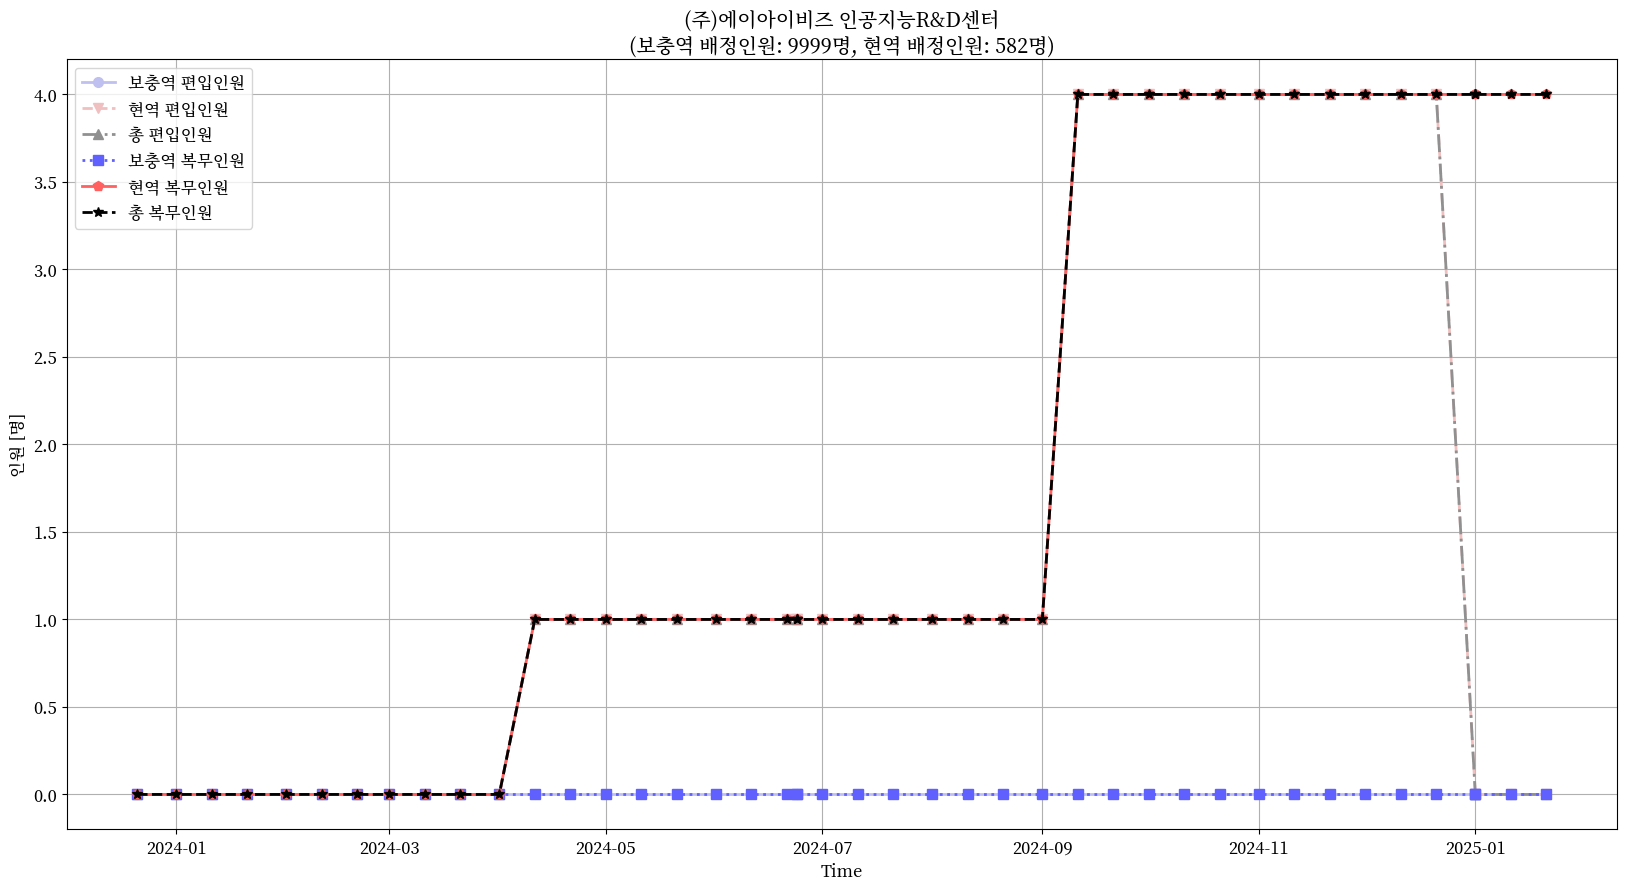 (주)에이아이비즈 인공지능R&D센터
(보충역 배정인원: 9999명, 현역 배정인원: 582명)
보충역 편입인원
현역 편입인원
총 편입인원
보충역 복무인원
현역 복무인원
총 복무인원
인원 [명]
4.0
3.5
3.0
2.5
2.0
1.5
1.0
0.5
0.0
2024-01
2024-03
2024-05
2024-07
2024-09
2024-11
2025-01
Time